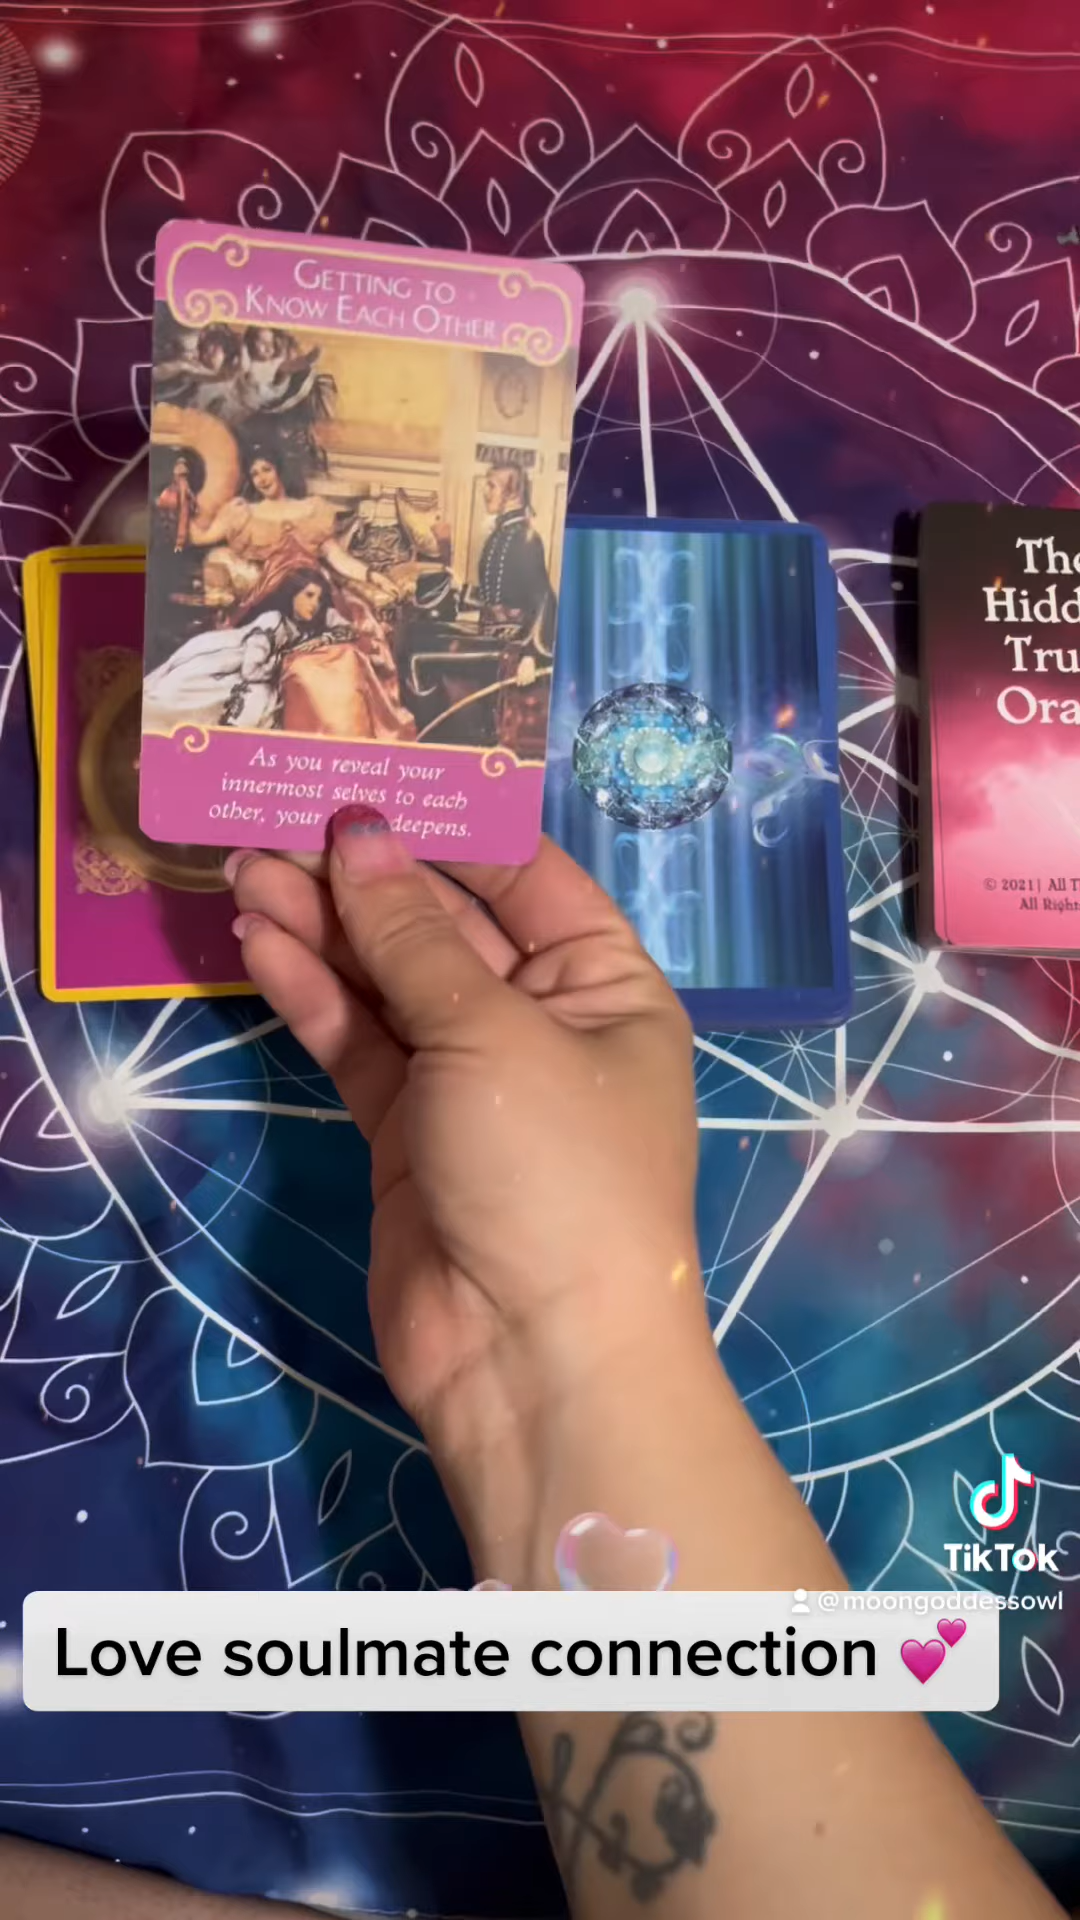 GETTING TO
KNOW EACH OTHER
As you reveal your
innermost selves to each
other, your deepens.
The
Hidd
Tru
Ora
© 2021| All T
All Right
TikTok
@moongoddessowl
Love soulmate connection 💕